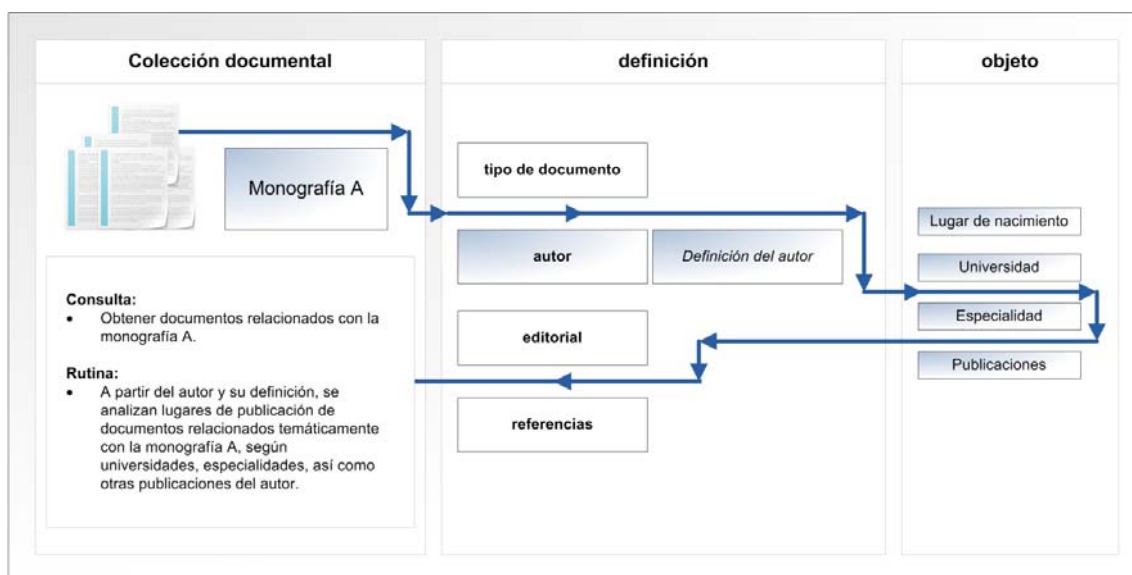 Colección documental
Monografía A
Consulta:
• Obtener documentos relacionados con la
monografía A.
Rutina:
• A partir del autor y su definición, se
analizan lugares de publicación de
documentos relacionados temáticamente
con la monografía A, según
universidades, especialidades, así como
otras publicaciones del autor.
definición
tipo de documento
autor
Definición del autor
editorial
referencias
objeto
Lugar de nacimiento
Universidad
Especialidad
Publicaciones